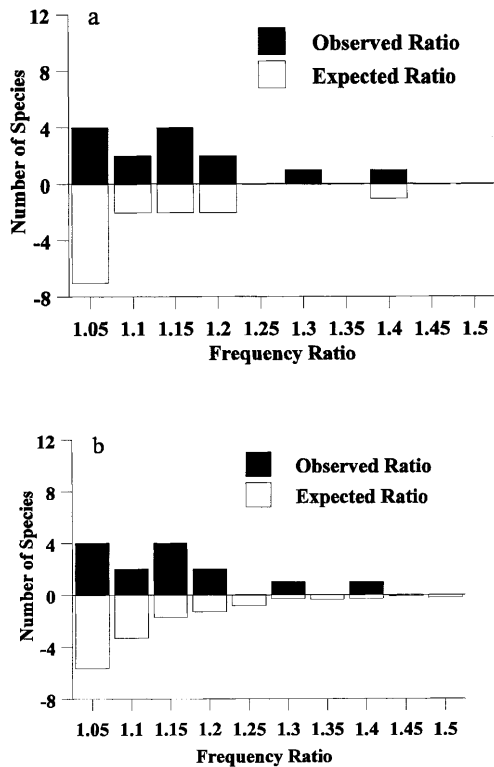 a
12
8
4
0
-4
-8
Number of Species
Observed Ratio
Expected Ratio
1.05 1.1 1.15 1.2 1.25 1.3 1.35 1.4 1.45 1.5
Frequency Ratio
b
12
8
4
0
-4
-8
Number of Species
Observed Ratio
Expected Ratio
1.05 1.1 1.15 1.2 1.25 1.3 1.35 1.4 1.45 1.5
Frequency Ratio